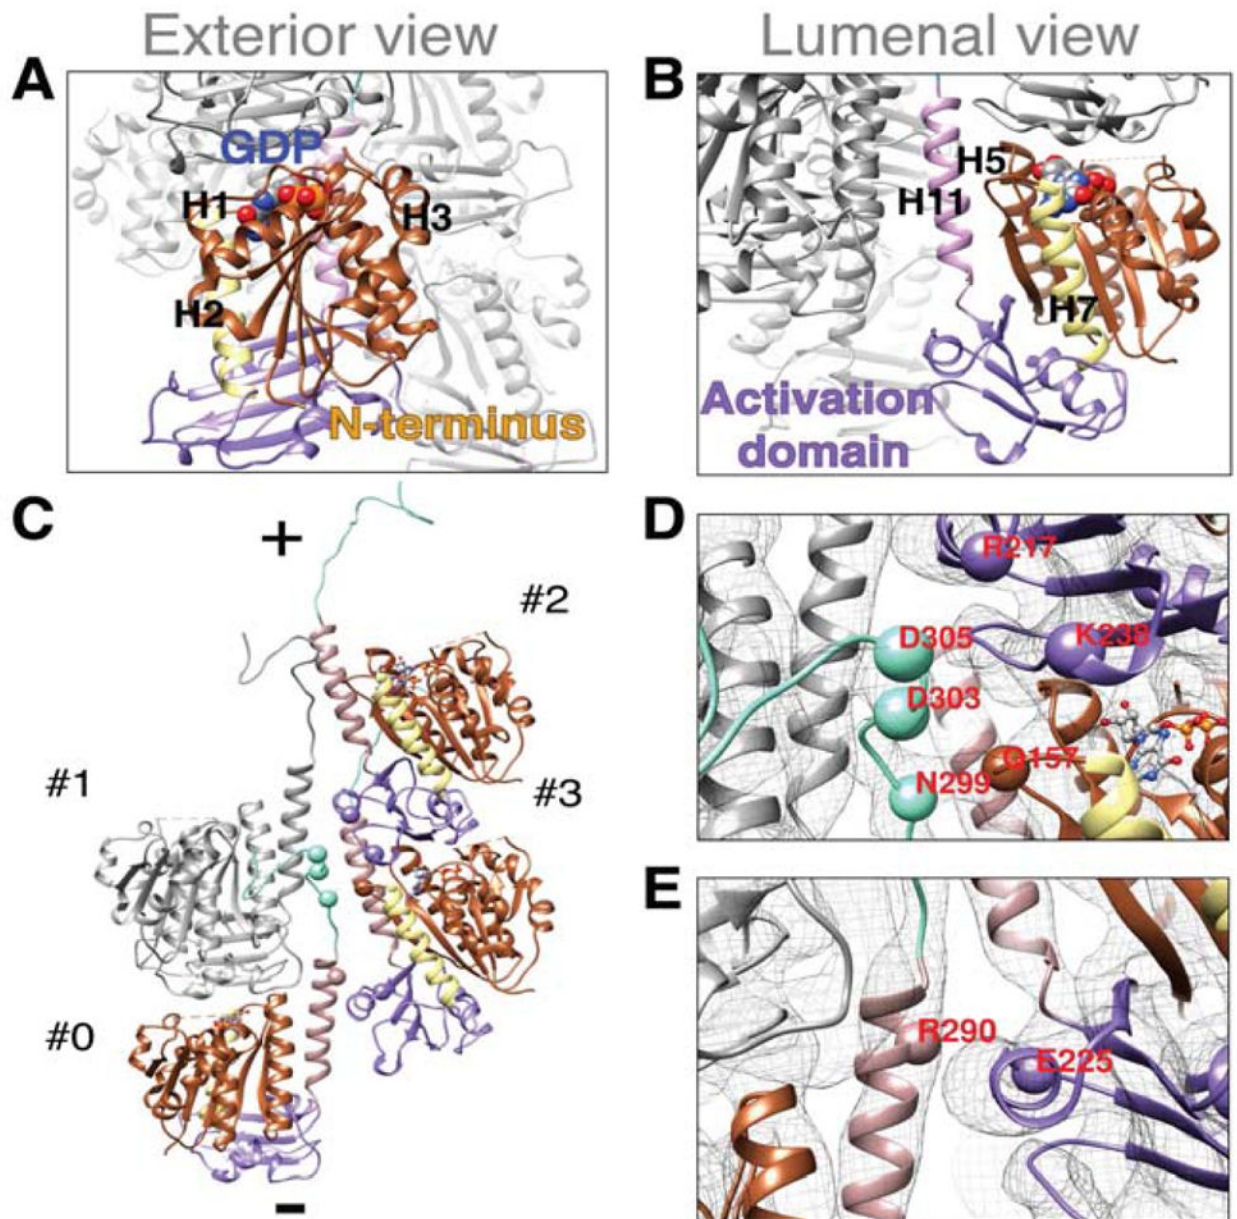 Exterior view
Lumenal view
A
GDP
H1
H3
H2
N-terminus
B
H5
H11
H7
Activation
domain
C
+
#2
#1
#3
#0
-
D
R217
D305
K238
D303
Q157
N299
E
R290
E225